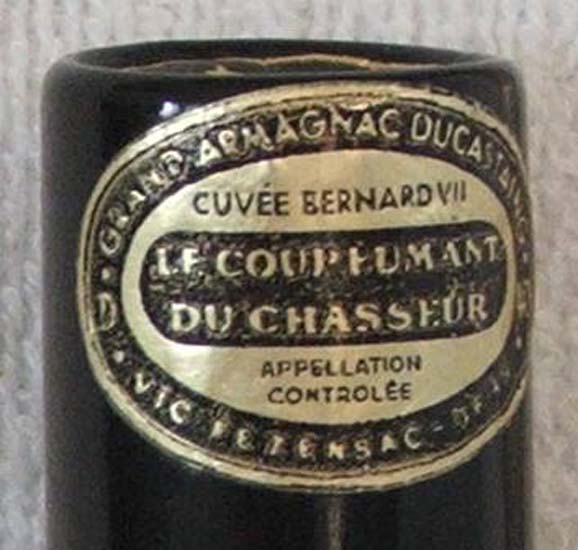 GRAND ARMAGNAC DUCASTAING
CUVÉE BERNARD VII
LE COUP FUMANT
DU CHASSEUR
APPELLATION
CONTROLÉE
VIC FEZENSAC